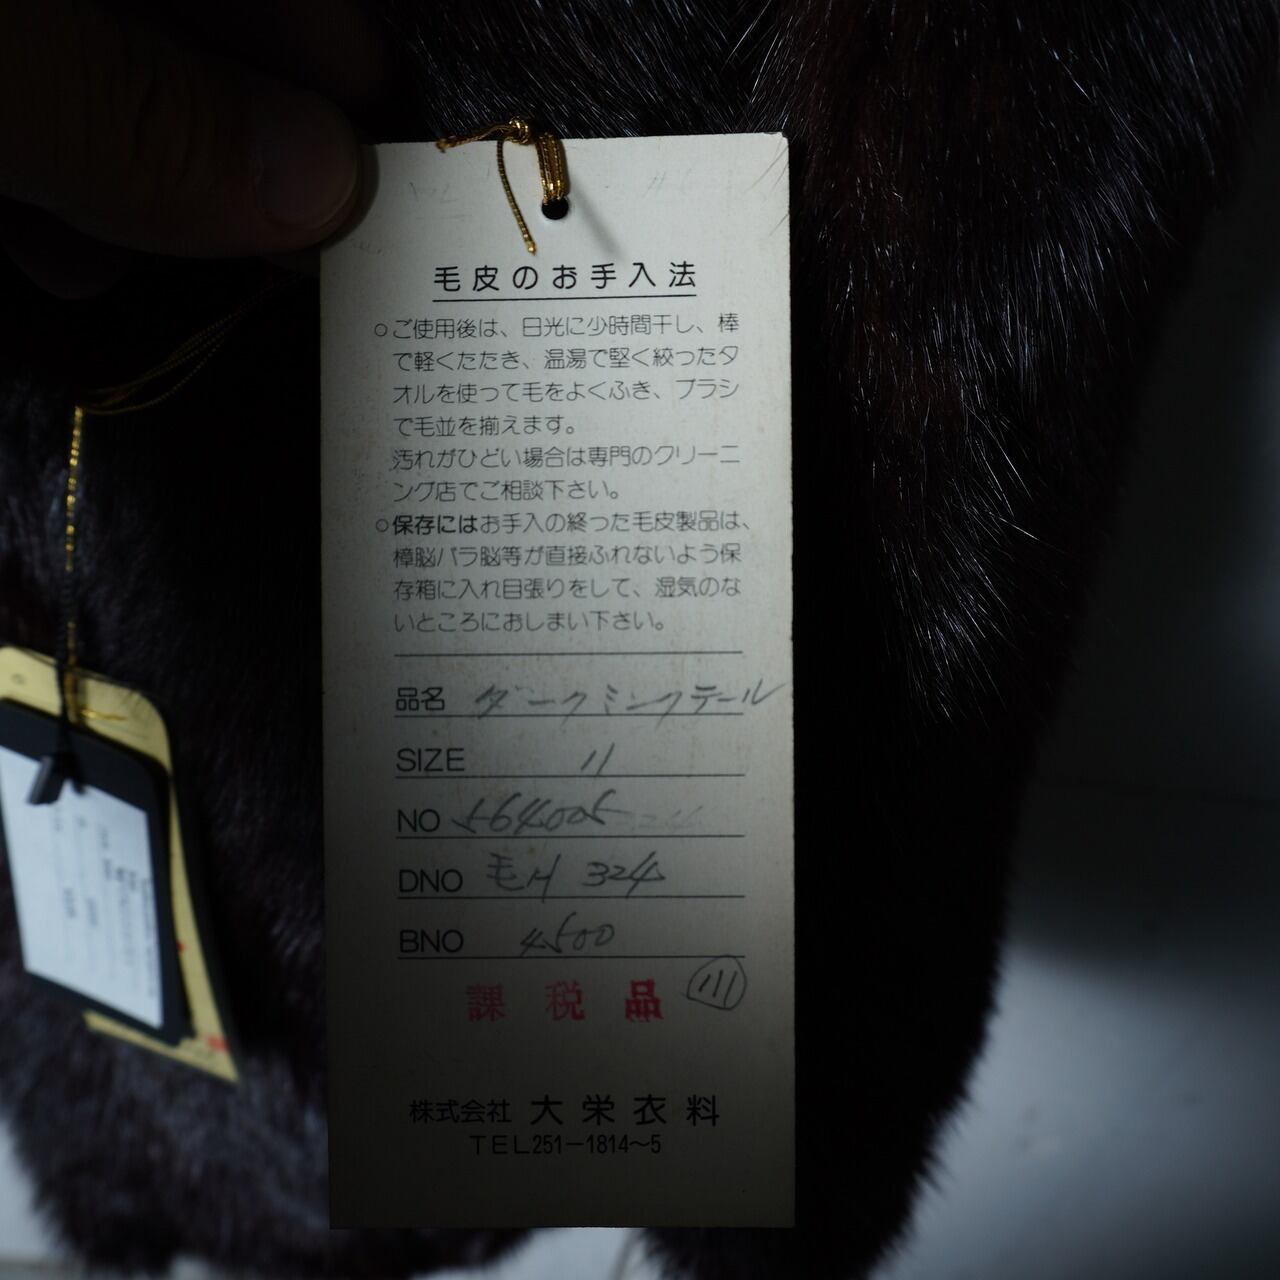 毛皮のお手入法
○ご使用後は、日光に少時間干し、棒
で軽くたたき、温湯で堅く絞ったタ
オルを使って毛をよくふき、ブラシ
で毛並を揃えます。
汚れがひどい場合は専門のクリーニ
ング店でご相談下さい。
○保存にはお手入の終った毛皮製品は、
樟脳パラ脳等が直接ふれないよう保
存箱に入れ目張りをして、湿気のな
いところにおしまい下さい。
品名 ダークミンクテール
SIZE 11
NO 564005
DNO 毛H 324
BNO 4500
課税品 111
株式会社 大栄衣料
TEL251-1814~5